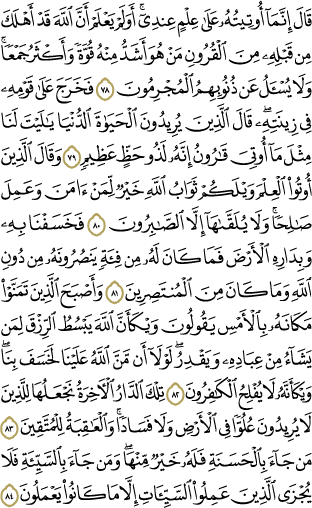 قَالَ إِنَّمَآ أُوتِيتُهُۥ عَلَىٰ عِلْمٍ عِندِىٓ ۚ أَوَلَمْ يَعْلَمْ أَنَّ ٱللَّهَ قَدْ أَهْلَكَ
مِن قَبْلِهِۦ مِنَ ٱلْقُرُونِ مَنْ هُوَ أَشَدُّ مِنْهُ قُوَّةً وَأَكْثَرُ جَمْعًا ۚ
وَلَا يُسْـَٔلُ عَن ذُنُوبِهِمُ ٱلْمُجْرِمُونَ ٧٨ فَخَرَجَ عَلَىٰ قَوْمِهِۦ
فِى زِينَتِهِۦ ۖ قَالَ ٱلَّذِينَ يُرِيدُونَ ٱلْحَيَوٰةَ ٱلدُّنْيَا يَٰلَيْتَ لَنَا
مِثْلَ مَآ أُوتِىَ قَٰرُونُ إِنَّهُۥ لَذُو حَظٍّ عَظِيمٍ ٧٩ وَقَالَ ٱلَّذِينَ
أُوتُوا۟ ٱلْعِلْمَ وَيْلَكُمْ ثَوَابُ ٱللَّهِ خَيْرٌ لِّمَنْ ءَامَنَ وَعَمِلَ
صَٰلِحًا ۚ وَلَا يُلَقَّىٰهَآ إِلَّا ٱلصَّٰبِرُونَ ٨٠ فَخَسَفْنَا بِهِۦ
وَبِدَارِهِ ٱلْأَرْضَ فَمَا كَانَ لَهُۥ مِن فِئَةٍ يَنصُرُونَهُۥ مِن دُونِ
ٱللَّهِ وَمَا كَانَ مِنَ ٱلْمُنتَصِرِينَ ٨١ وَأَصْبَحَ ٱلَّذِينَ تَمَنَّوْا۟
مَكَانَهُۥ بِٱلْأَمْسِ يَقُولُونَ وَيْكَأَنَّ ٱللَّهَ يَبْسُطُ ٱلرِّزْقَ لِمَن
يَشَآءُ مِنْ عِبَادِهِۦ وَيَقْدِرُ ۖ لَوْلَآ أَن مَّنَّ ٱللَّهُ عَلَيْنَا لَخَسَفَ بِنَا ۖ
وَيْكَأَنَّهُۥ لَا يُفْلِحُ ٱلْكَٰفِرُونَ ٨٢ تِلْكَ ٱلدَّارُ ٱلْءَاخِرَةُ نَجْعَلُهَا لِلَّذِينَ
لَا يُرِيدُونَ عُلُوًّا فِى ٱلْأَرْضِ وَلَا فَسَادًا ۚ وَٱلْعَٰقِبَةُ لِلْمُتَّقِينَ ٨٣
مَن جَآءَ بِٱلْحَسَنَةِ فَلَهُۥ خَيْرٌ مِّنْهَا ۖ وَمَن جَآءَ بِٱلسَّيِّئَةِ فَلَا
يُجْزَى ٱلَّذِينَ عَمِلُوا۟ ٱلسَّيِّـَٔاتِ إِلَّا مَا كَانُوا۟ يَعْمَلُونَ ٨٤